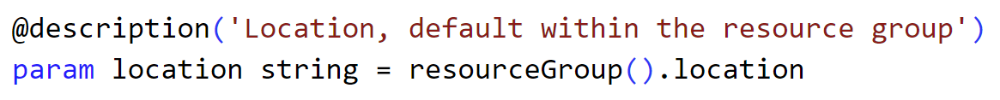 @description('Location, default within the resource group')
param location string = resourceGroup().location